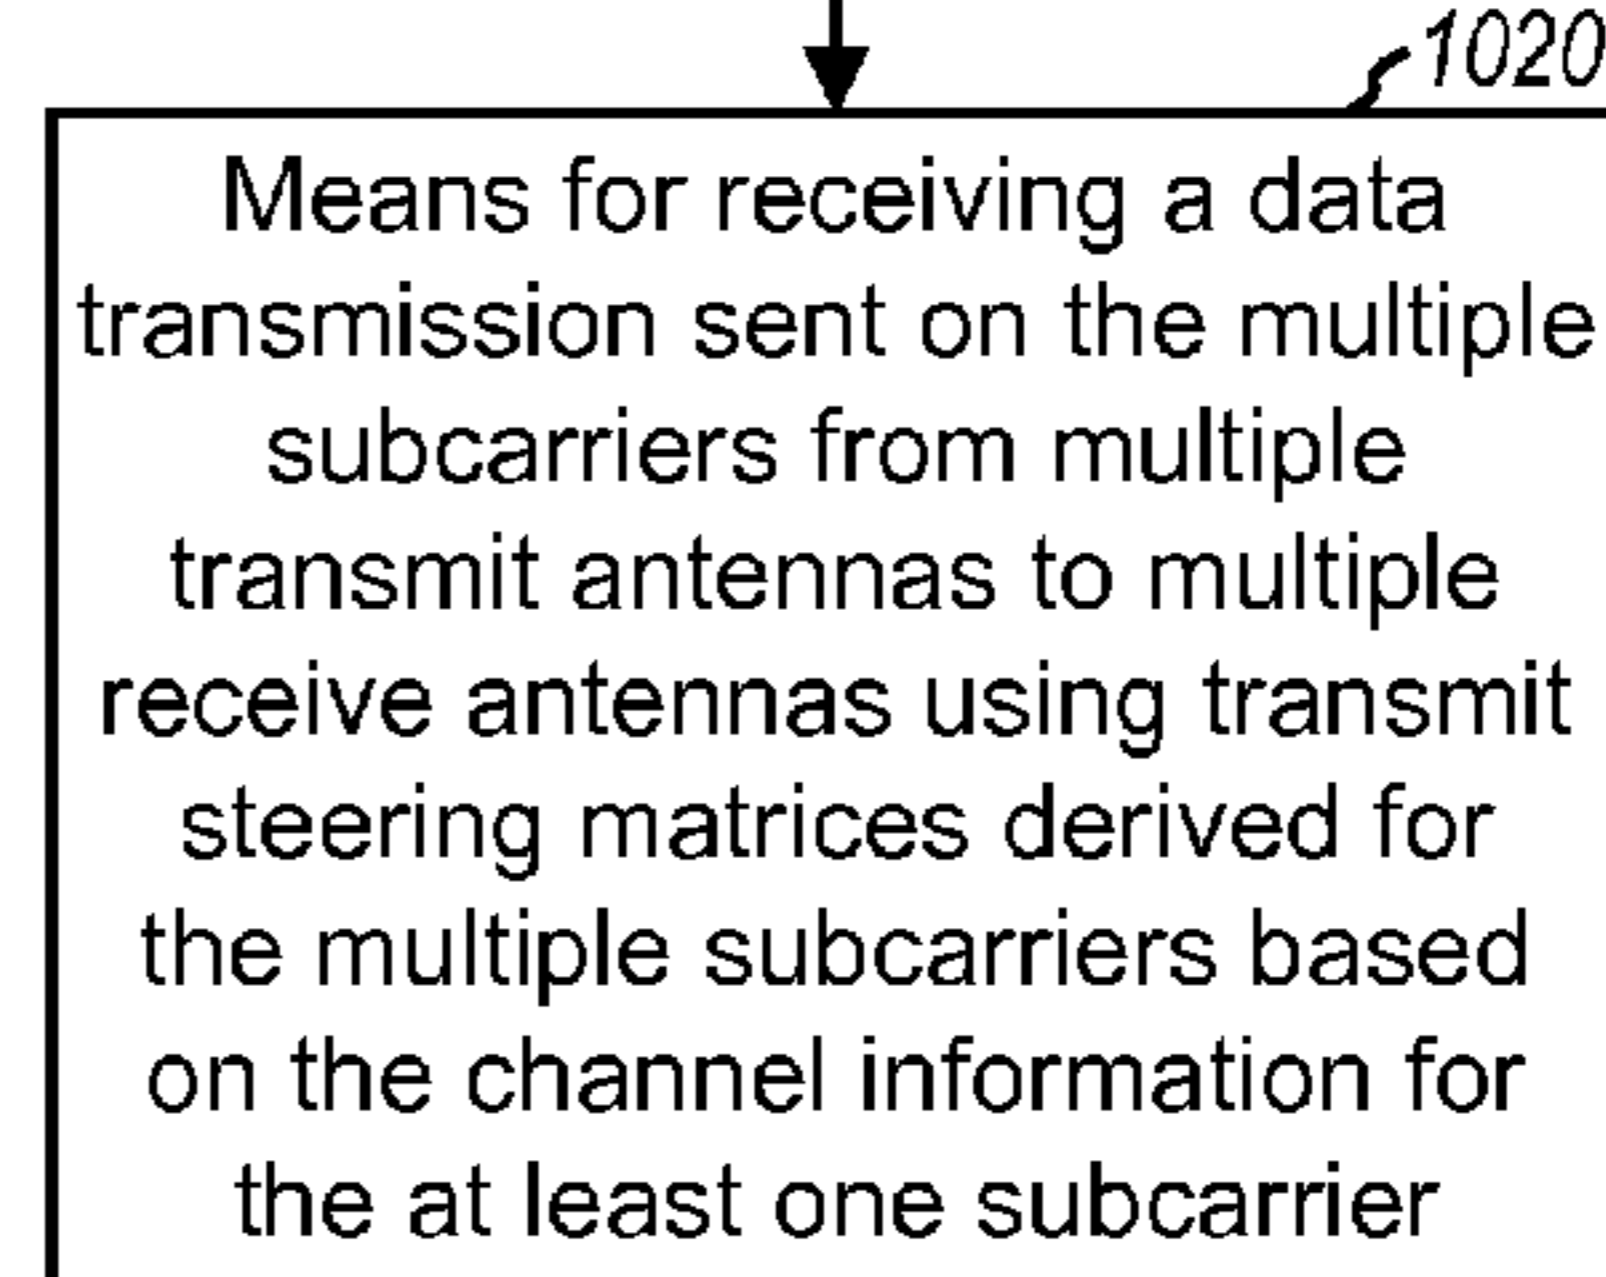 1020
Means for receiving a data
transmission sent on the multiple
subcarriers from multiple
transmit antennas to multiple
receive antennas using transmit
steering matrices derived for
the multiple subcarriers based
on the channel information for
the at least one subcarrier